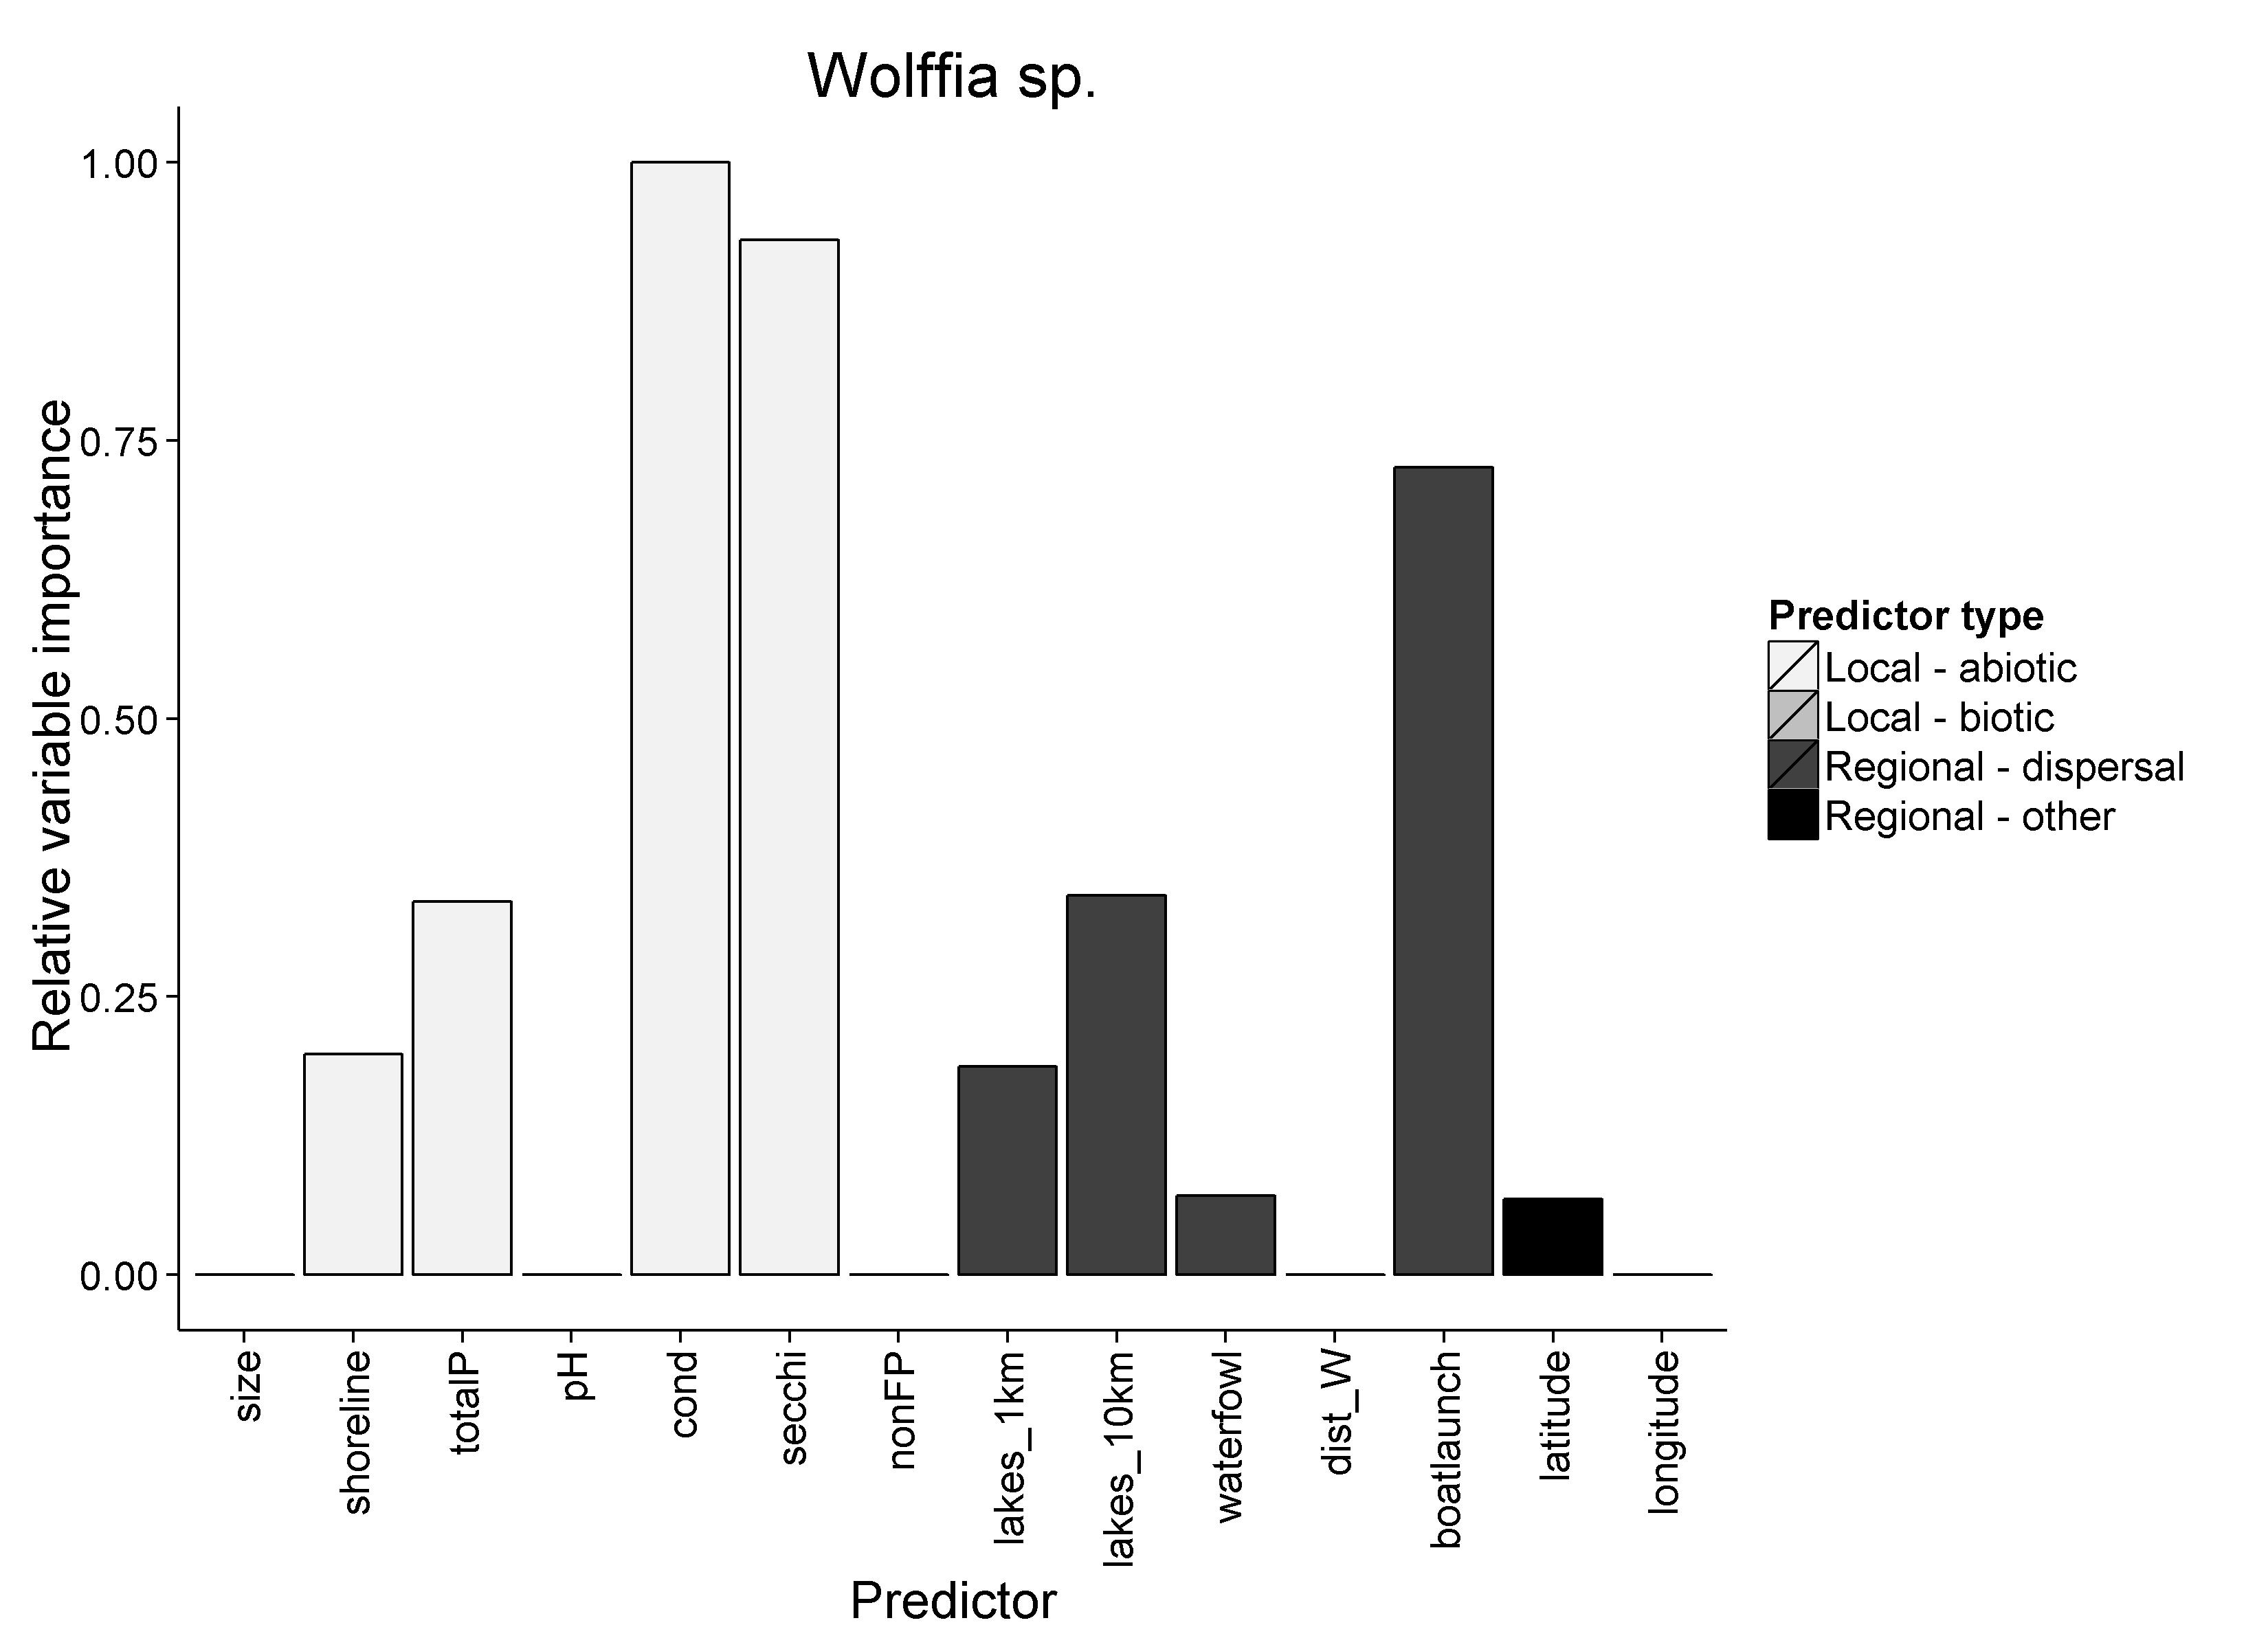 Wolffia sp.
Relative variable importance
1.00
0.75
0.50
0.25
0.00
size
shoreline
totalP
pH
cond
secchi
nonFP
lakes_1km
lakes_10km
waterfowl
dist_W
boatlaunch
latitude
longitude
Predictor
Predictor type
Local - abiotic
Local - biotic
Regional - dispersal
Regional - other